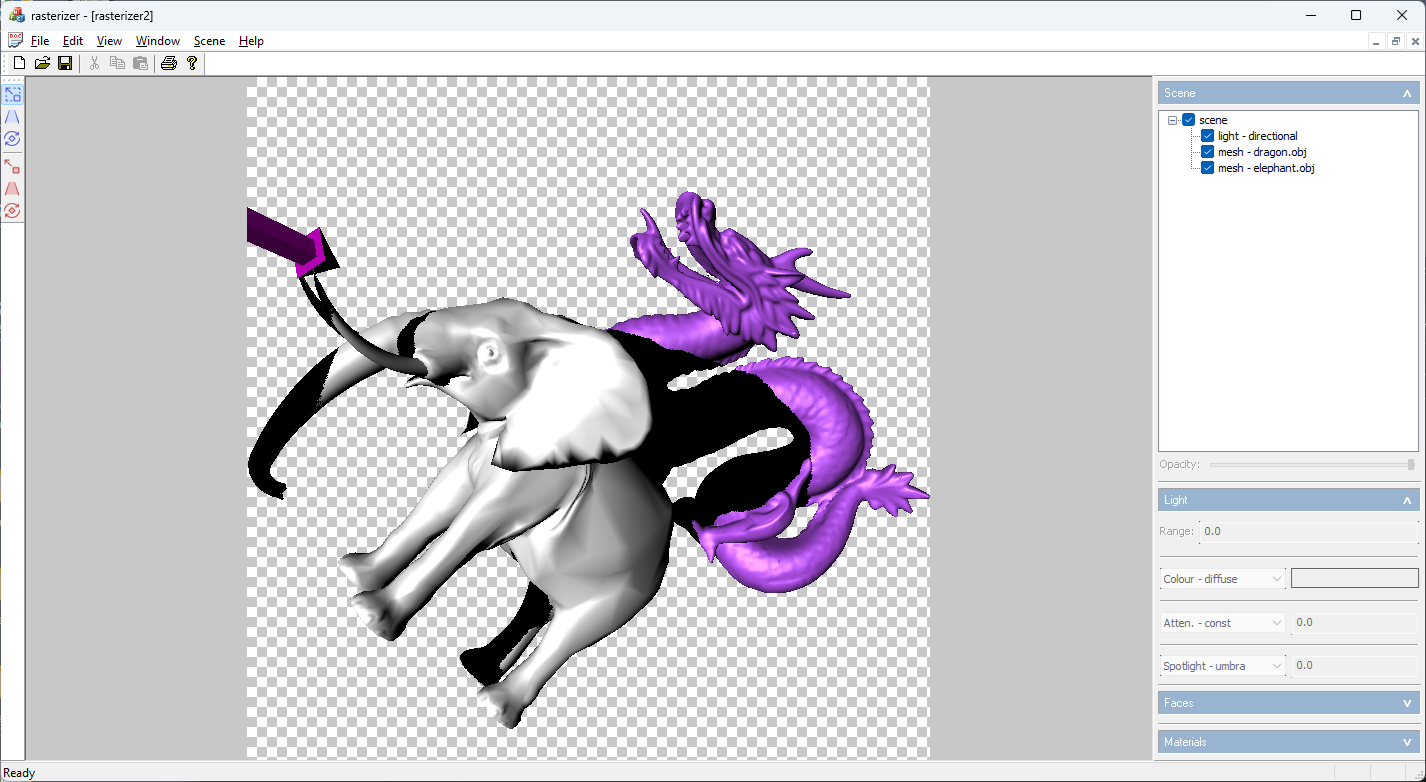 rasterizer - [rasterizer2]
File Edit View Window Scene Help
Scene
scene
light - directional
mesh - dragon.obj
mesh - elephant.obj
Opacity:
Light
Range: 0.0
Colour - diffuse
Atten. - const 0.0
Spotlight - umbra 0.0
Faces
Materials
Ready